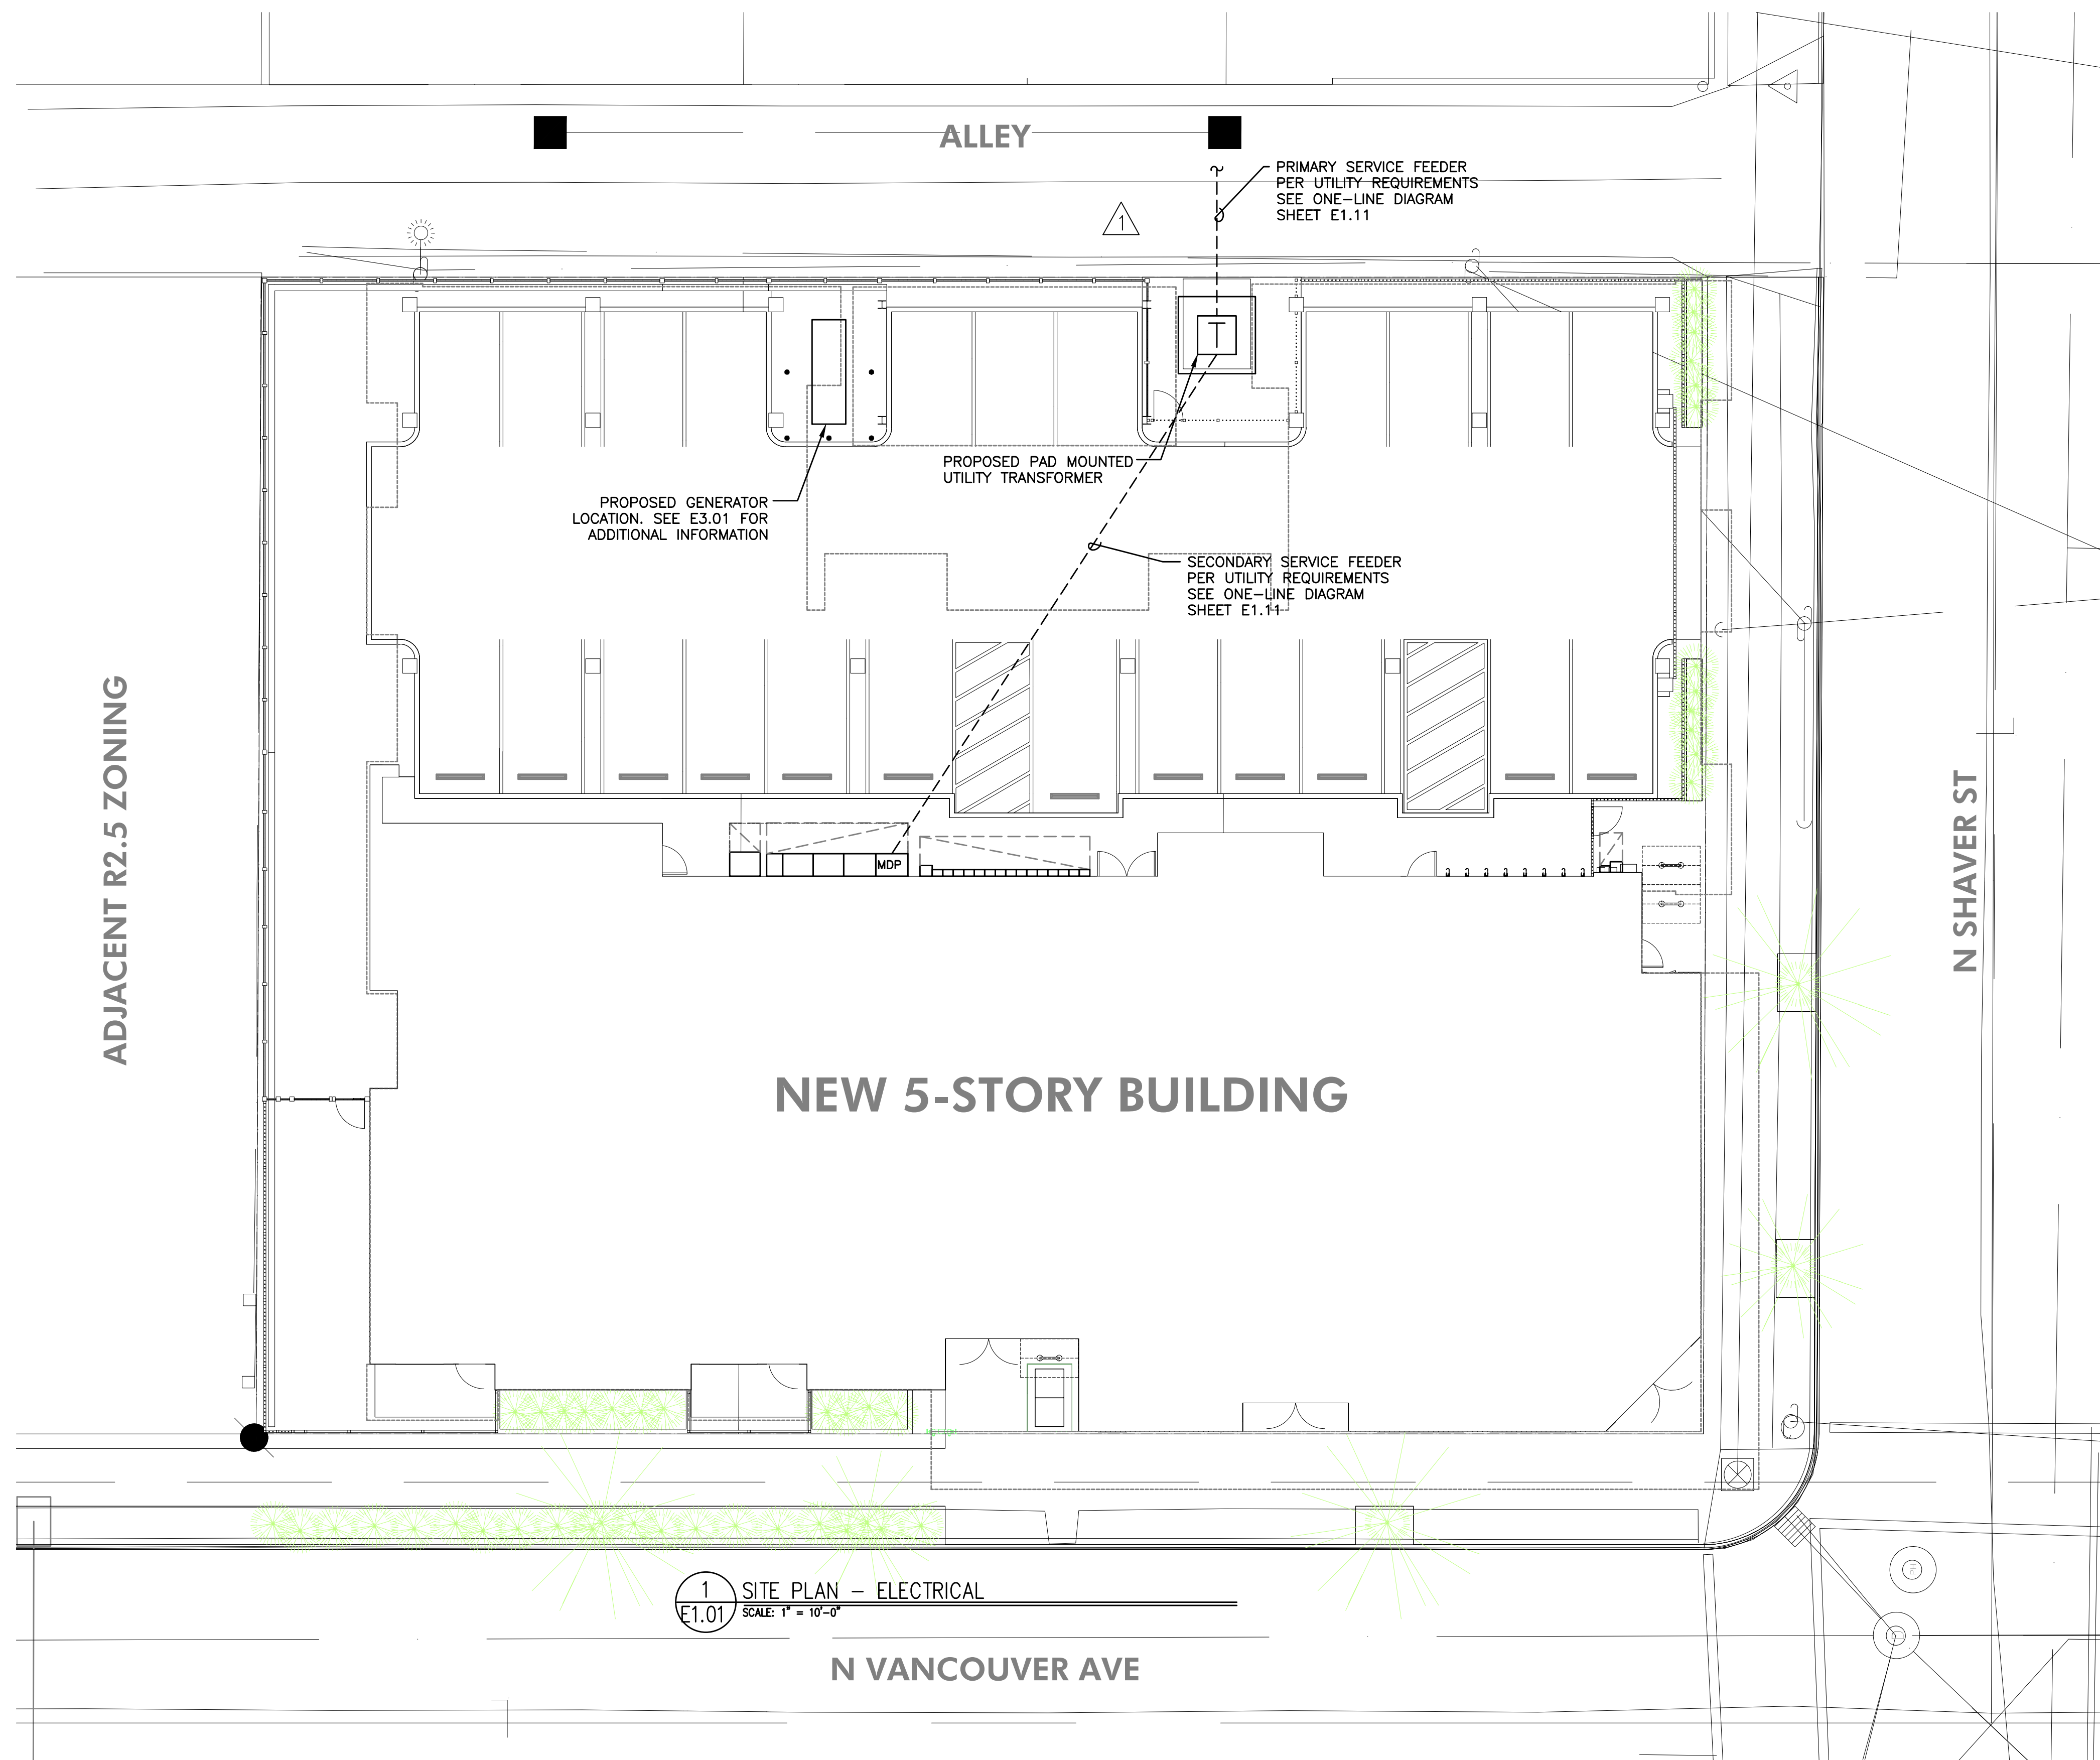 ALLEY
PRIMARY SERVICE FEEDER
PER UTILITY REQUIREMENTS
SEE ONE-LINE DIAGRAM
SHEET E1.11
1
T
PROPOSED PAD MOUNTED
UTILITY TRANSFORMER
PROPOSED GENERATOR
LOCATION. SEE E3.01 FOR
ADDITIONAL INFORMATION
SECONDARY SERVICE FEEDER
PER UTILITY REQUIREMENTS
SEE ONE-LINE DIAGRAM
SHEET E1.11
ADJACENT R2.5 ZONING
MDP
N SHAVER ST
NEW 5-STORY BUILDING
1
E1.01
SITE PLAN - ELECTRICAL
SCALE: 1" = 10'-0"
PH
N VANCOUVER AVE